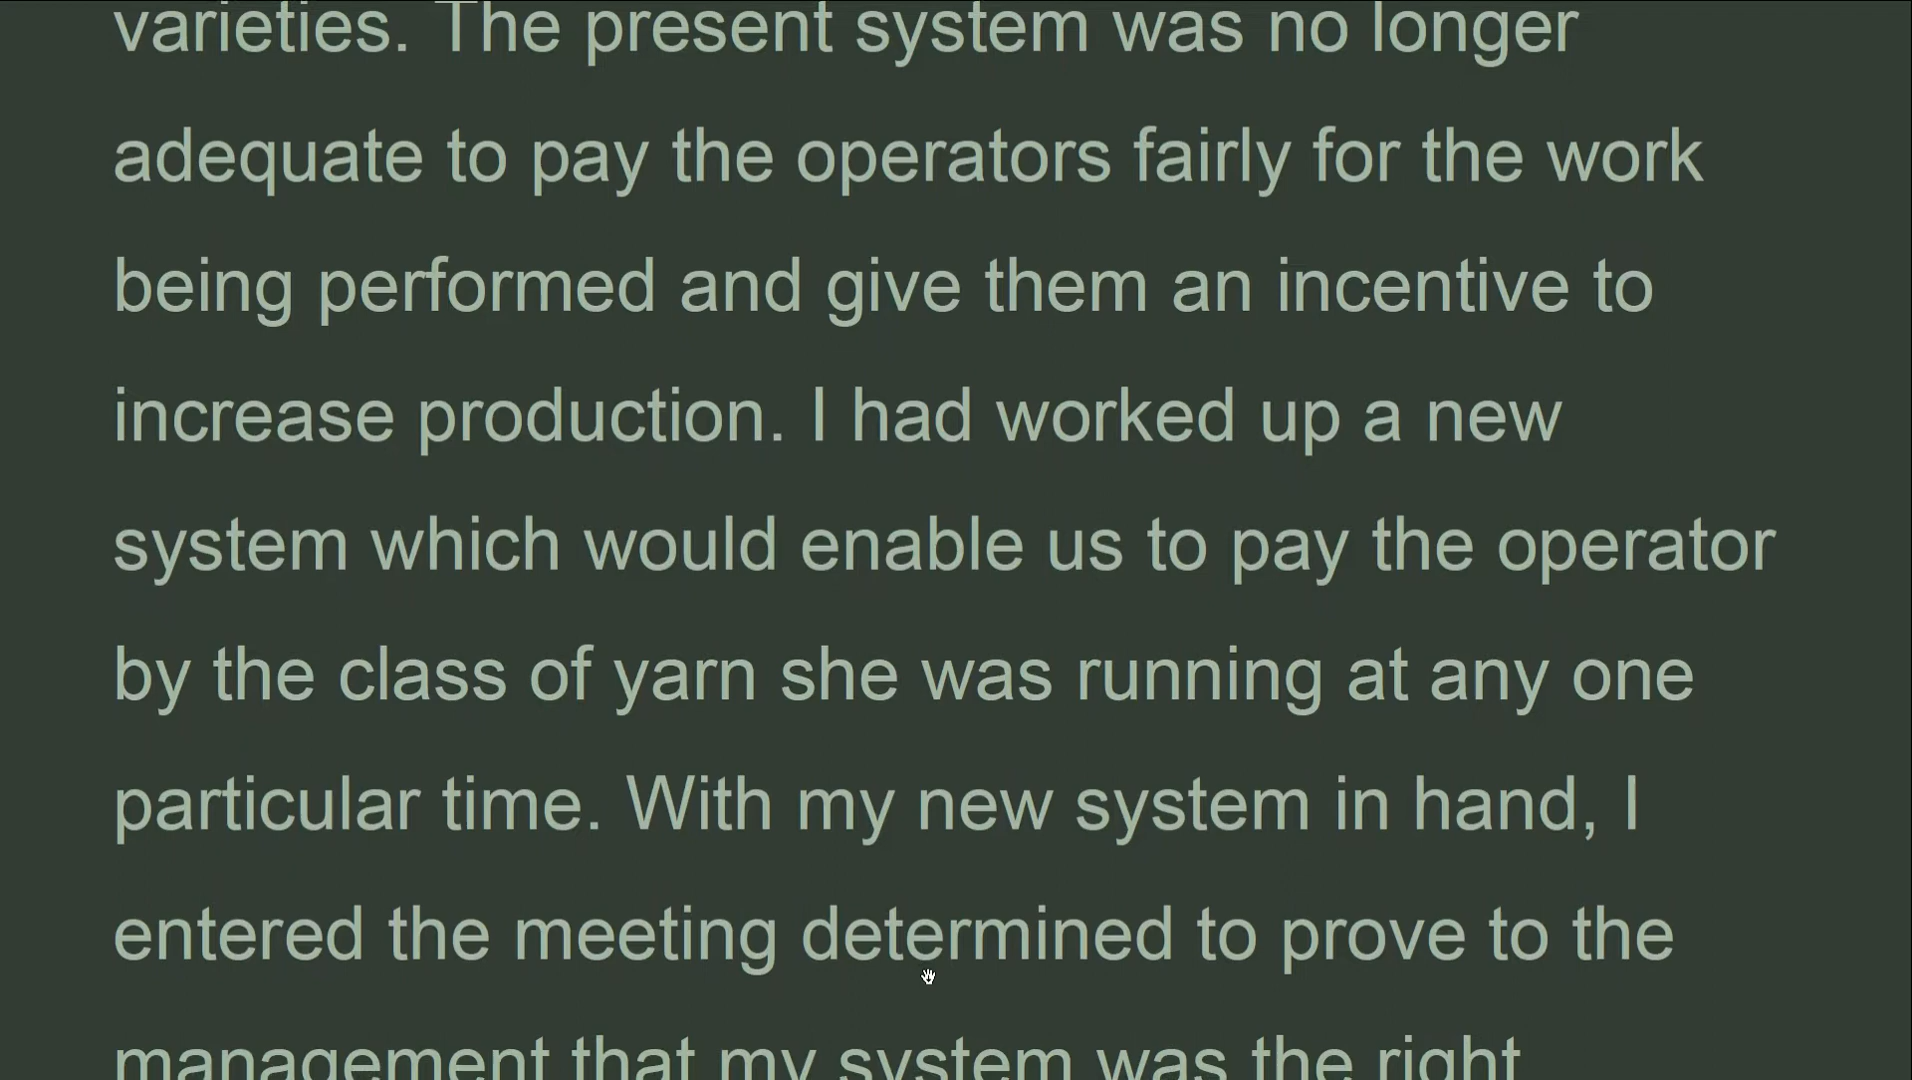 varieties. The present system was no longer
adequate to pay the operators fairly for the work
being performed and give them an incentive to
increase production. I had worked up a new
system which would enable us to pay the operator
by the class of yarn she was running at any one
particular time. With my new system in hand, I
entered the meeting determined to prove to the
management that my system was the right